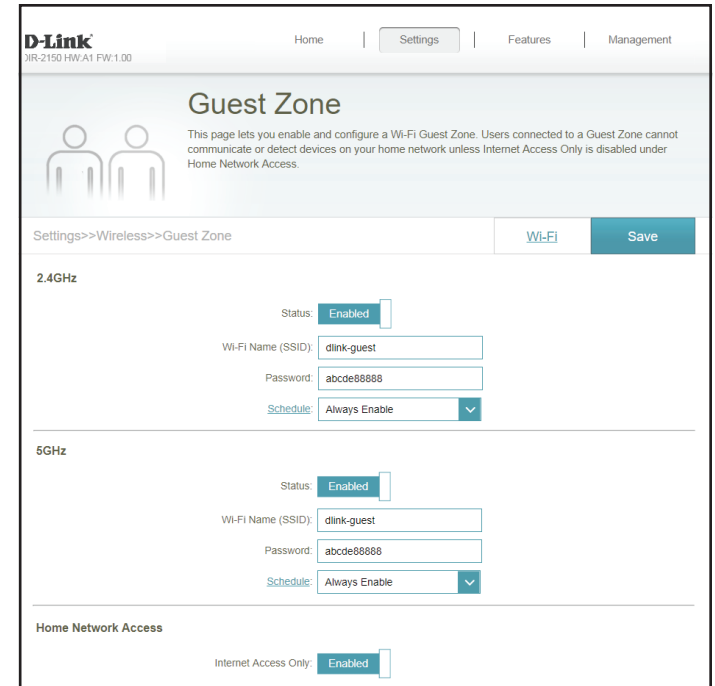 D-Link
DIR-2150 HW:A1 FW:1.00
Home
Settings
Features
Management
Guest Zone
This page lets you enable and configure a Wi-Fi Guest Zone. Users connected to a Guest Zone cannot
communicate or detect devices on your home network unless Internet Access Only is disabled under
Home Network Access.
Settings>>Wireless>>Guest Zone
Wi-Fi
Save
2.4GHz
Status: Enabled
Wi-Fi Name (SSID): dlink-guest
Password: abcde88888
Schedule: Always Enable
5GHz
Status: Enabled
Wi-Fi Name (SSID): dlink-guest
Password: abcde88888
Schedule: Always Enable
Home Network Access
Internet Access Only: Enabled